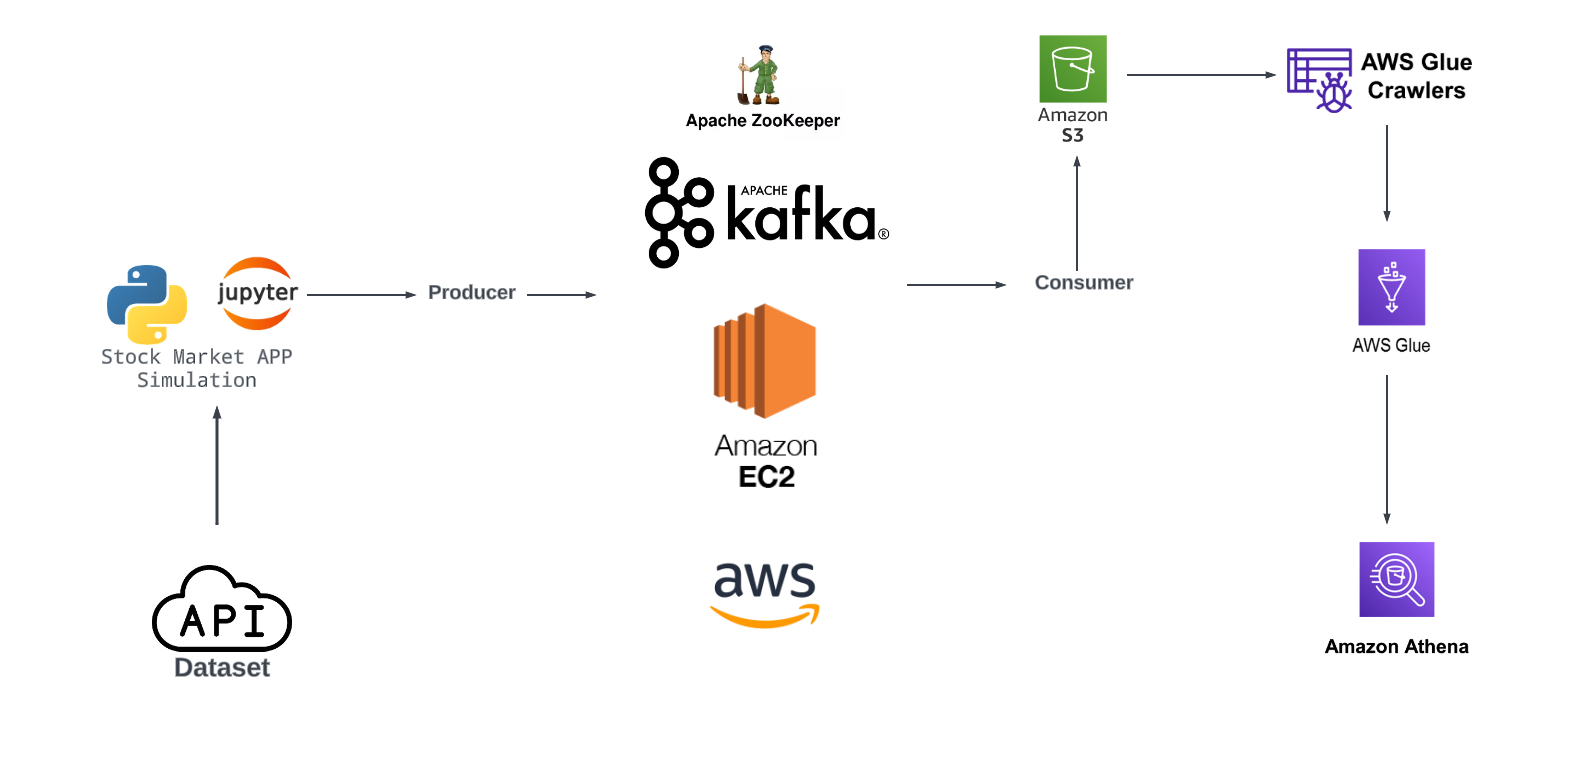 Apache ZooKeeper
APACHE
kafka®
Amazon
EC2
aws
jupyter
Stock Market APP
Simulation
API
Dataset
Producer
Consumer
Amazon
S3
AWS Glue
Crawlers
AWS Glue
Amazon Athena